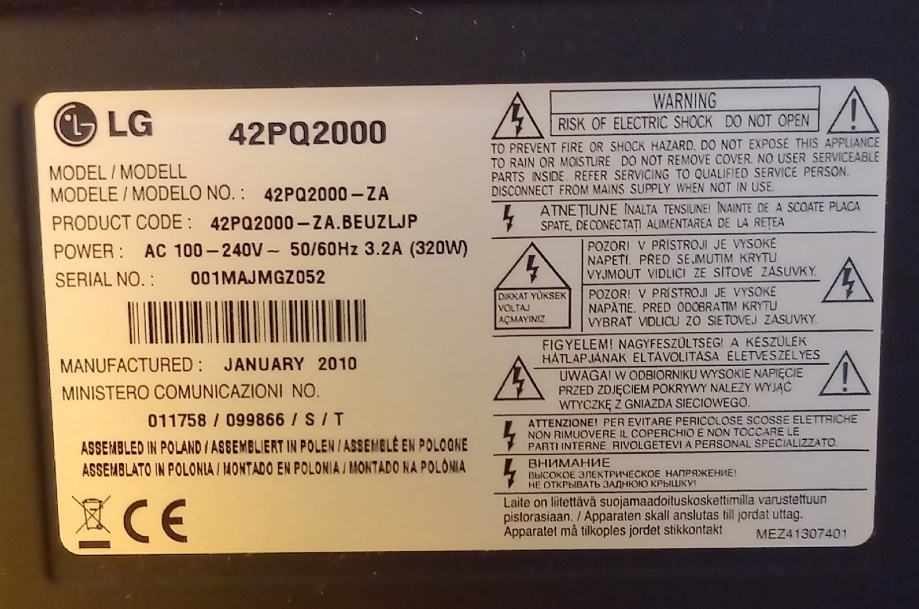 LG 42PQ2000
MODEL / MODELL
MODELE / MODELO NO. : 42PQ2000-ZA
PRODUCT CODE : 42PQ2000-ZA.BEUZLJP
POWER : AC 100-240V~ 50/60Hz 3.2A (320W)
SERIAL NO. : 001MAJMGZ052
MANUFACTURED : JANUARY 2010
MINISTERO COMUNICAZIONI NO.
011758 / 099866 / S / T
ASSEMBLED IN POLAND / ASSEMBLIERT IN POLEN / ASSEMBLÉ EN POLOGNE
ASSEMBLATO IN POLONIA / MONTADO EN POLONIA / MONTADO NA POLÔNIA
CE
WARNING
RISK OF ELECTRIC SHOCK DO NOT OPEN
TO PREVENT FIRE OR SHOCK HAZARD, DO NOT EXPOSE THIS APPLIANCE
TO RAIN OR MOISTURE DO NOT REMOVE COVER. NO USER SERVICEABLE
PARTS INSIDE. REFER SERVICING TO QUALIFIED SERVICE PERSON.
DISCONNECT FROM MAINS SUPPLY WHEN NOT IN USE.
ATNEȚIUNE ÎNALTA TENSIUNE! ÎNAINTE DE A SCOATE PLACA
SPATE, DECONECTAȚI ALIMENTAREA DE LA REȚEA
DIKKAT YÜKSEK
VOLTAJ
AÇMAYINIZ
POZOR! V PŘÍSTROJI JE VYSOKÉ
NAPĚTÍ. PŘED SEJMUTÍM KRYTU
VYJMOUT VIDLICI ZE SÍTOVÉ ZÁSUVKY.
POZOR! V PRÍSTROJI JE VYSOKÉ
NAPÄTIE. PRED ODOBRATÍM KRYTU
VYBRAT VIDLICU ZO SIEŤOVEJ ZÁSUVKY.
FIGYELEM! NAGYFESZÜLTSÉG! A KÉSZÜLÉK
HÁTLAPJÁNAK ELTÁVOLÍTÁSA ÉLETVESZÉLYES
UWAGA! W ODBIORNIKU WYSOKIE NAPIĘCIE
PRZED ZDJĘCIEM POKRYWY NALEŻY WYJĄĆ
WTYCZKĘ Z GNIAZDA SIECIOWEGO.
ATTENZIONE! PER EVITARE PERICOLOSE SCOSSE ELETTRICHE
NON RIMUOVERE IL COPERCHIO E NON TOCCARE LE
PARTI INTERNE. RIVOLGETEVI A PERSONAL SPECIALIZZATO.
ВНИМАНИЕ
ВЫСОКОЕ ЭЛЕКТРИЧЕСКОЕ НАПРЯЖЕНИЕ!
НЕ ОТКРЫВАТЬ ЗАДНЮЮ КРЫШКУ!
Laite on liitettävä suojamaadoituskoskettimilla varustettuun
pistorasiaan. / Apparaten skall anslutas till jordat uttag.
Apparatet må tilkoples jordet stikkontakt
MEZ41307401